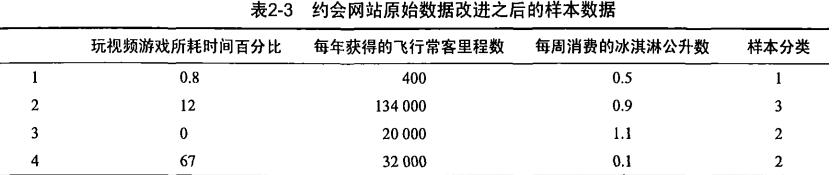 表2-3 约会网站原始数据改进之后的样本数据
玩视频游戏所耗时间百分比 每年获得的飞行常客里程数 每周消费的冰淇淋公升数 样本分类
1 0.8 400 0.5 1
2 12 134 000 0.9 3
3 0 20 000 1.1 2
4 67 32 000 0.1 2